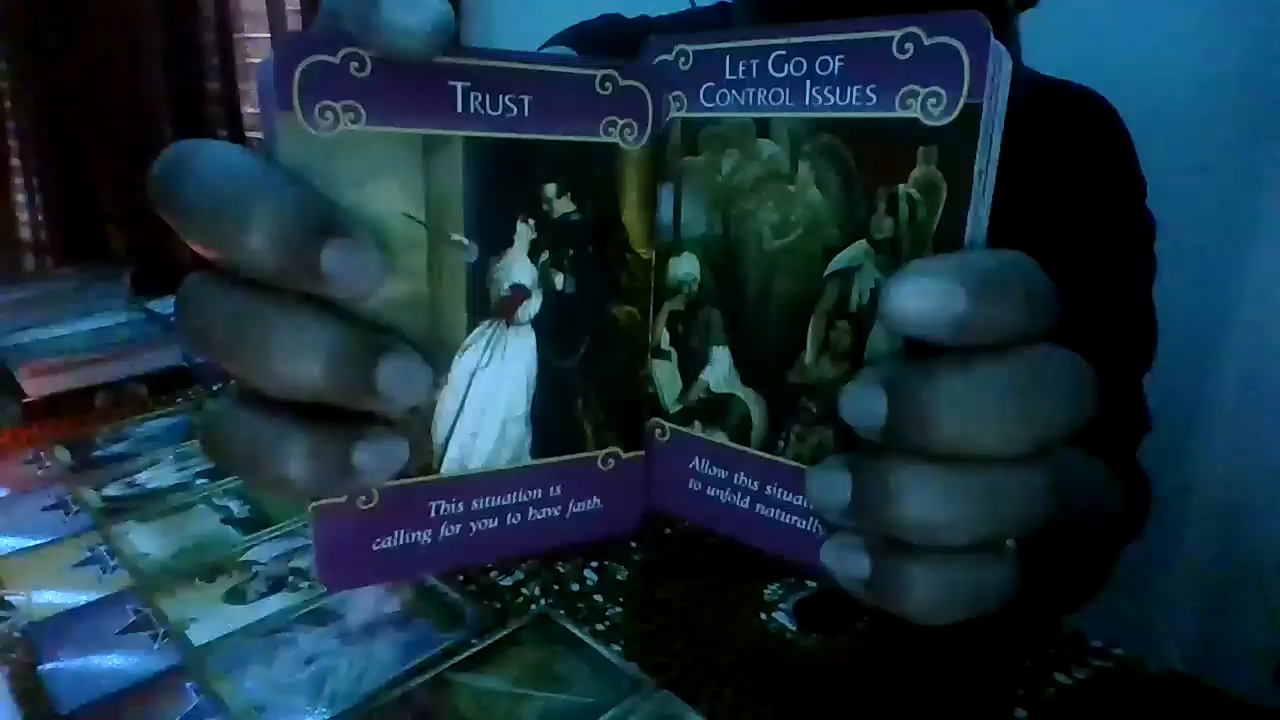 TRUST
This situation is
calling for you to have faith.
LET GO OF
CONTROL ISSUES
Allow this
to unfold naturally